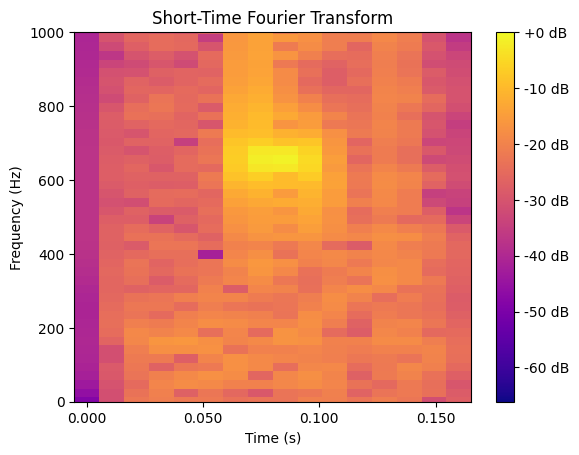 Short-Time Fourier Transform
1000
800
600
400
200
0
Frequency (Hz)
0.000
0.050
0.100
0.150
Time (s)
+0 dB
-10 dB
-20 dB
-30 dB
-40 dB
-50 dB
-60 dB